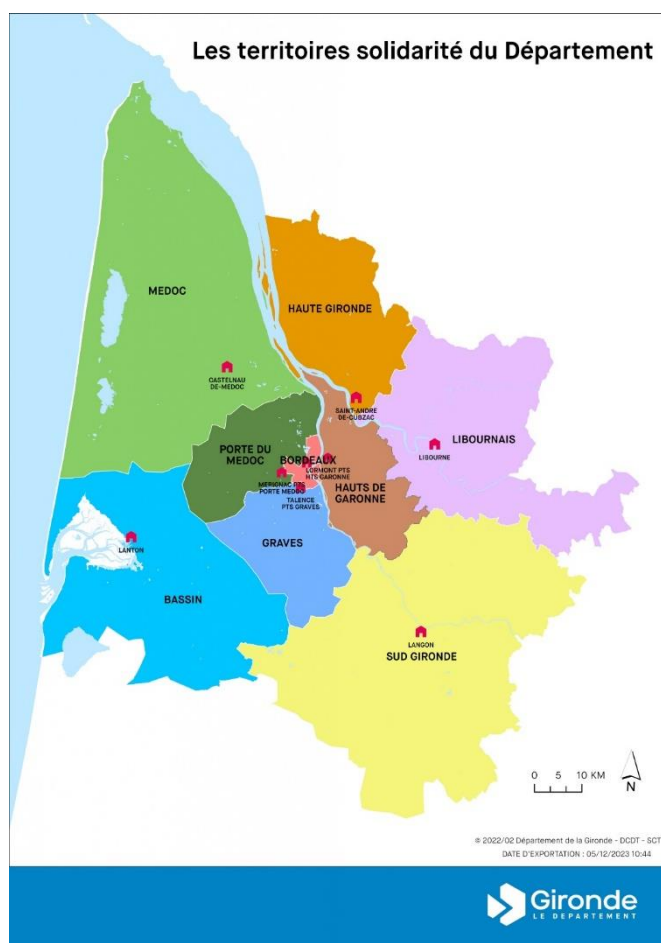 Les territoires solidarité du Département
MEDOC
HAUTE GIRONDE
CASTELNAU
DE-MEDOC
SAINT-ANDRE
DE-CUBZAC
LIBOURNAIS
LIBOURNE
PORTE DU
MEDOC
BORDEAUX
LORMONT PTS
HTS GARONNE
MERIGNAC PTS
PORTE MEDOC
TALENCE
PTS GRAVES
HAUTS DE
GARONNE
GRAVES
LANTON
BASSIN
LANGON
SUD GIRONDE
0 5 10 KM
N
© 2022/02 Département de la Gironde - DCDT - SCT
DATE D'EXPORTATION : 05/12/2023 10:44
Gironde
LE DEPARTEMENT